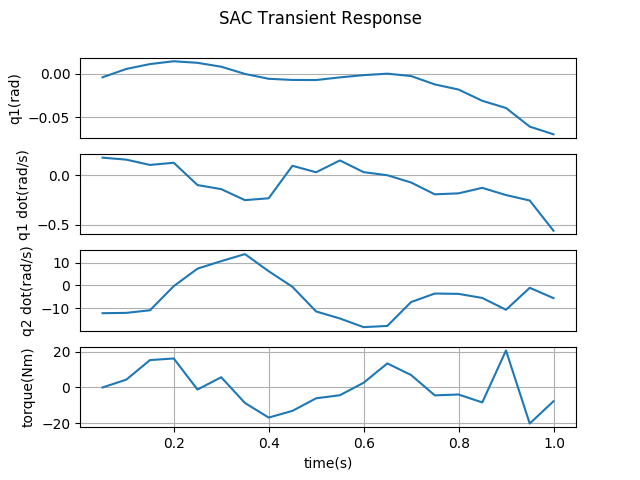 SAC Transient Response
q1(rad)
0.00
−0.05
q1 dot(rad/s)
0.0
−0.5
q2 dot(rad/s)
10
0
−10
torque(Nm)
20
0
−20
0.2 0.4 0.6 0.8 1.0
time(s)